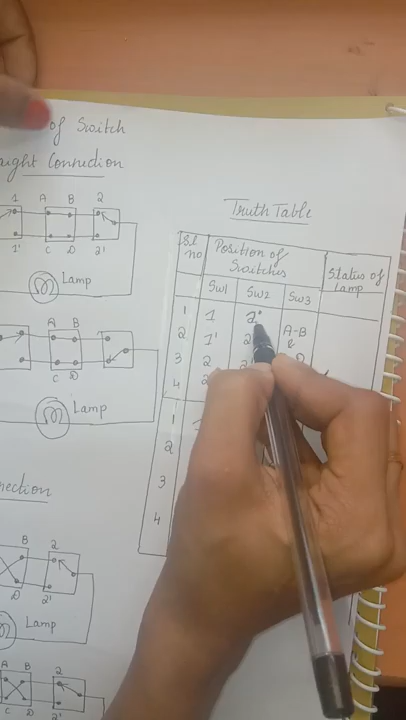 of Switch
aight Connection
1 A B 2
1' C D 2'
Lamp
A B
C D
Lamp
nection
B 2
D 2'
Lamp
A B 2
C D 2'
Truth Table
Sl no Position of Switches Status of Lamp
SW1 SW2 SW3
1 1
2 1' 2 A-B
3 2 &
4 2
1
2
3
4